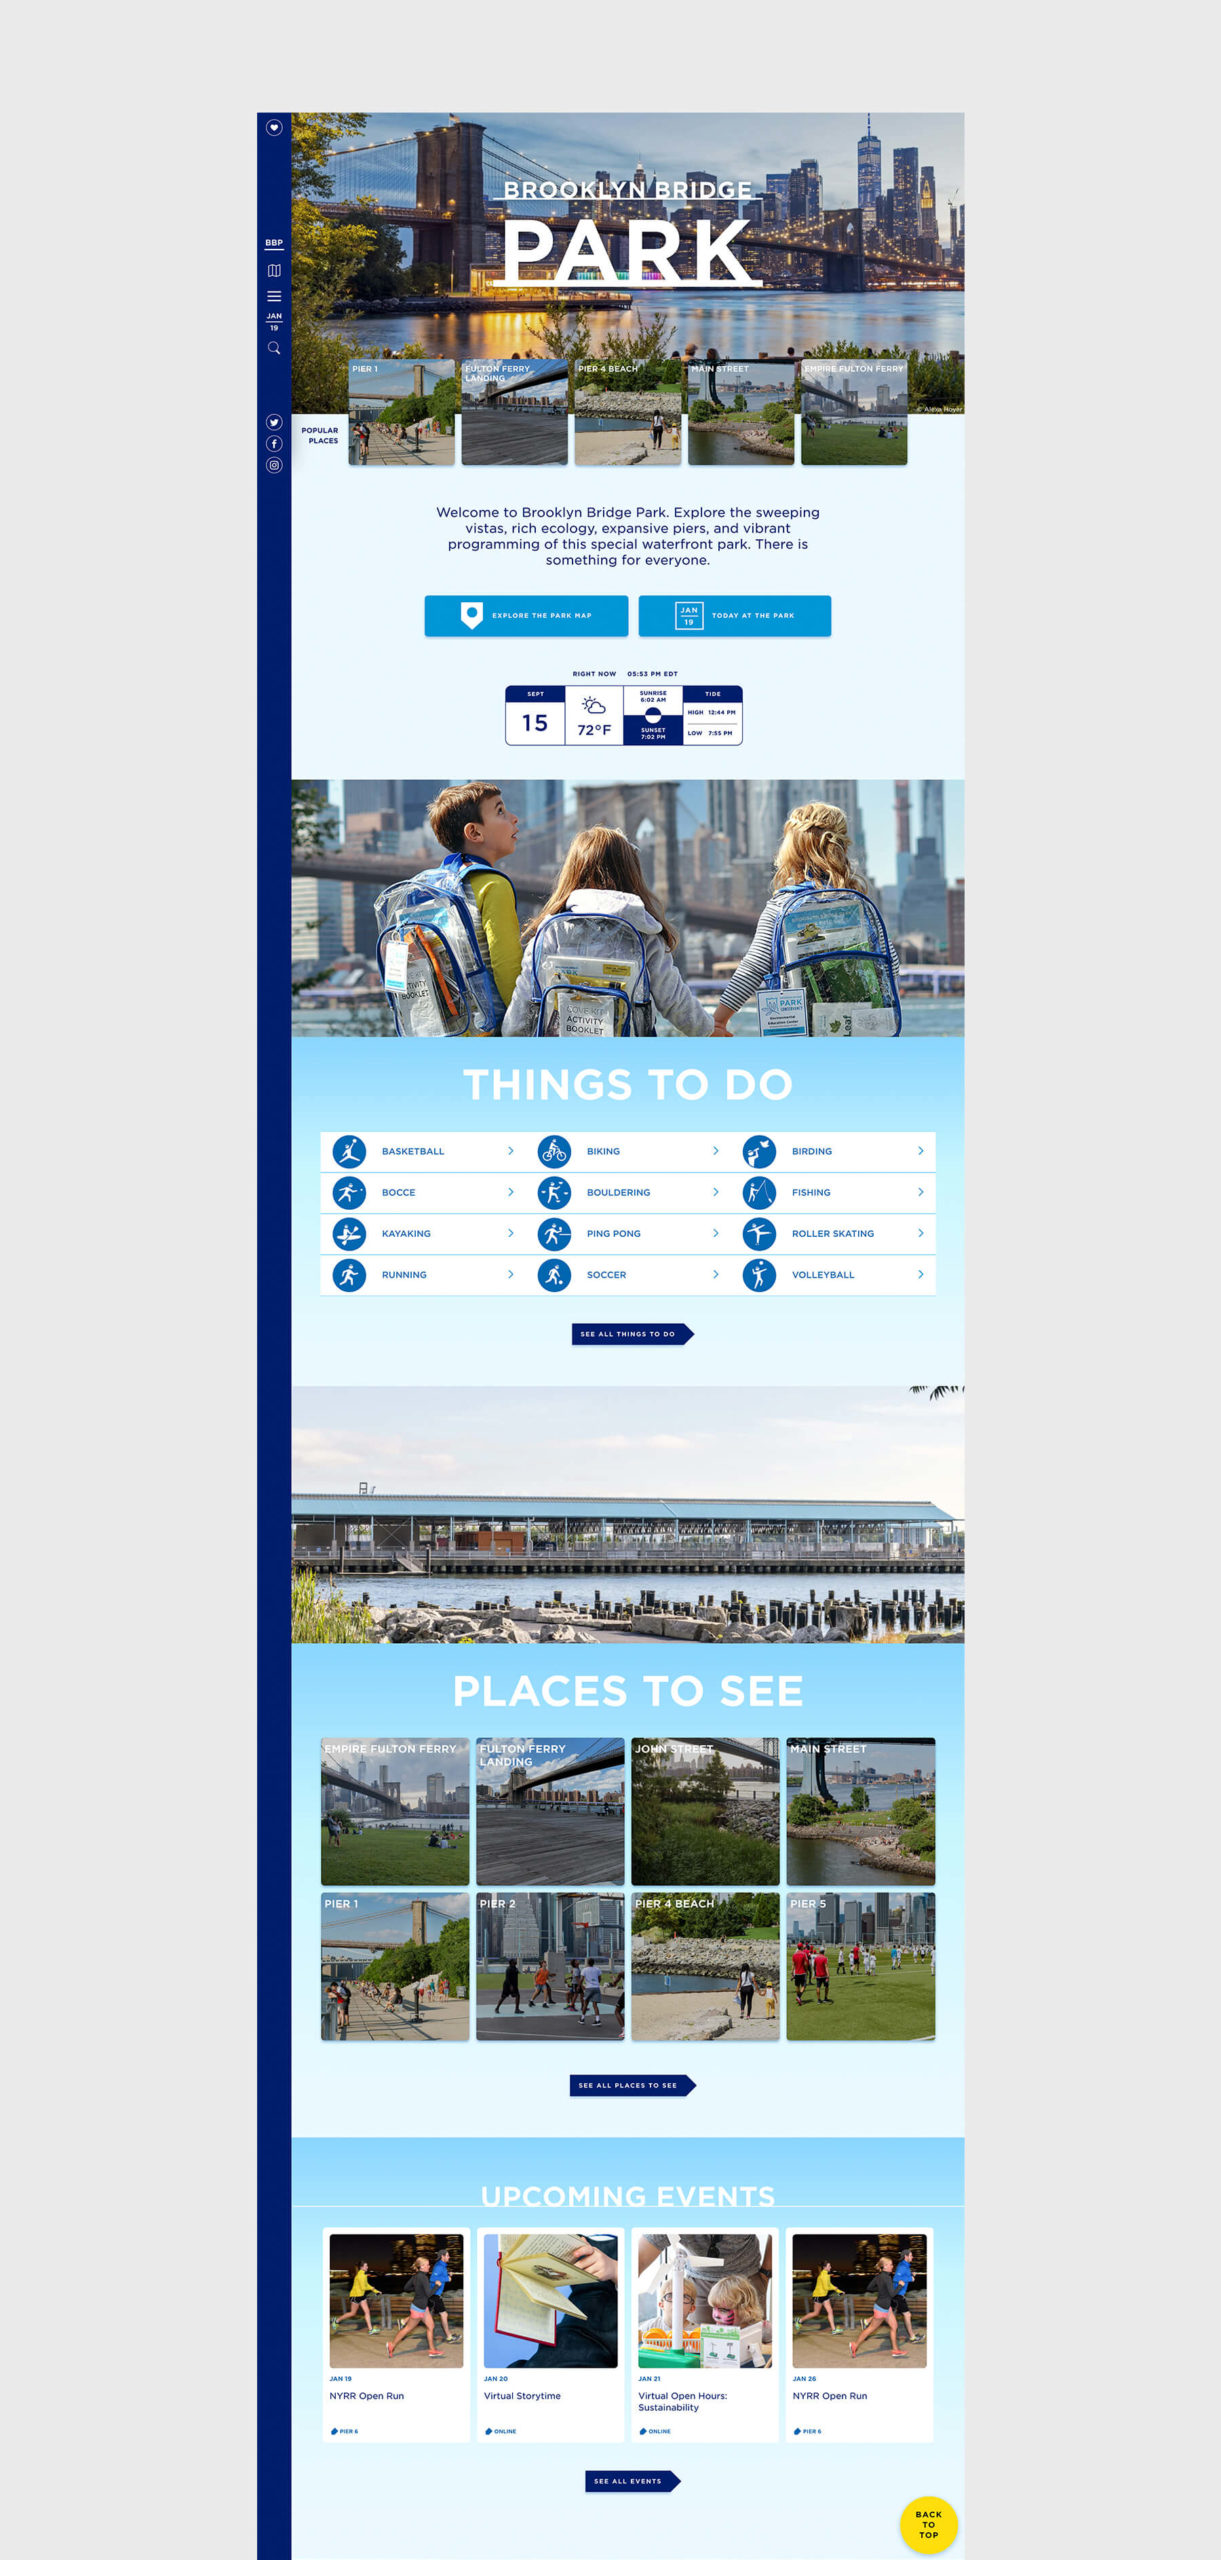 BROOKLYN BRIDGE
PARK
BBP
JAN
19
PIER 1
FULTON FERRY
LANDING
PIER 4 BEACH
MAIN STREET
EMPIRE FULTON FERRY
© Alexa Hoyer
POPULAR
PLACES
Welcome to Brooklyn Bridge Park. Explore the sweeping
vistas, rich ecology, expansive piers, and vibrant
programming of this special waterfront park. There is
something for everyone.
EXPLORE THE PARK MAP
JAN
19
TODAY AT THE PARK
RIGHT NOW 05:53 PM EDT
SEPT
15
72°F
SUNRISE
6:02 AM
SUNSET
7:02 PM
TIDE
HIGH 12:44 PM
LOW 7:55 PM
ACTIVITY
BOOKLET
PARK
THINGS TO DO
BASKETBALL
BIKING
BIRDING
BOCCE
BOULDERING
FISHING
KAYAKING
PING PONG
ROLLER SKATING
RUNNING
SOCCER
VOLLEYBALL
SEE ALL THINGS TO DO
PLACES TO SEE
EMPIRE FULTON FERRY
FULTON FERRY
LANDING
JOHN STREET
MAIN STREET
PIER 1
PIER 2
PIER 4 BEACH
PIER 5
SEE ALL PLACES TO SEE
UPCOMING EVENTS
JAN 19
NYRR Open Run
PIER 6
JAN 20
Virtual Storytime
ONLINE
JAN 21
Virtual Open Hours:
Sustainability
ONLINE
JAN 26
NYRR Open Run
PIER 6
SEE ALL EVENTS
BACK
TO
TOP